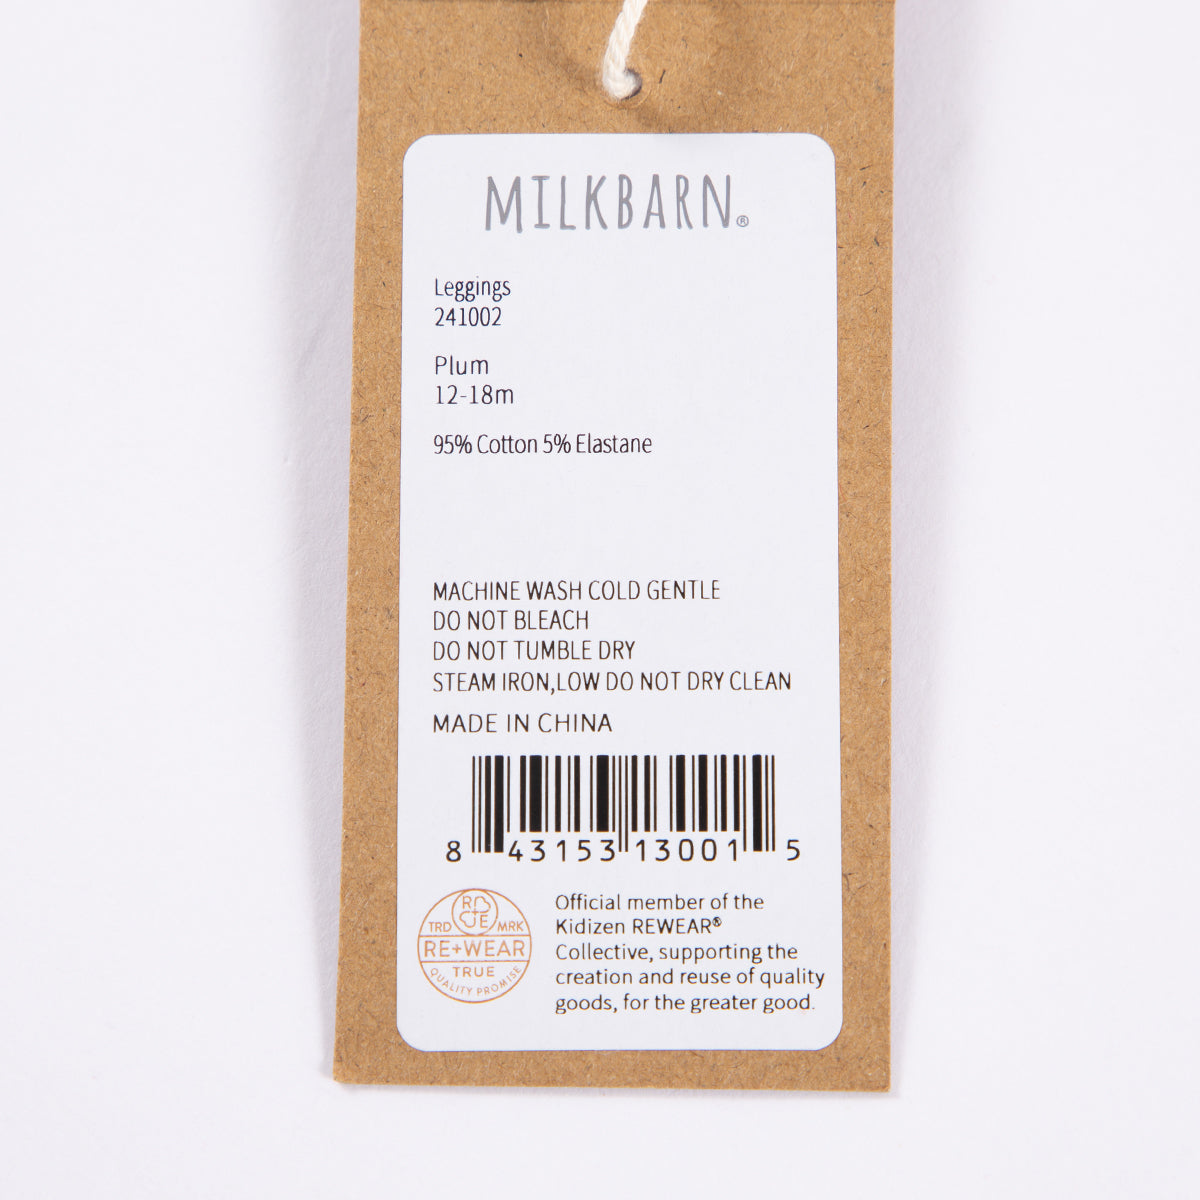 MILKBARN®
Leggings
241002
Plum
12-18m
95% Cotton 5% Elastane
MACHINE WASH COLD GENTLE
DO NOT BLEACH
DO NOT TUMBLE DRY
STEAM IRON,LOW DO NOT DRY CLEAN
MADE IN CHINA
8 43153 13001 5
RE+WEAR
TRD MRK
RE+WEAR
TRUE
QUALITY PROMISE
Official member of the
Kidizen REWEAR®
Collective, supporting the
creation and reuse of quality
goods, for the greater good.